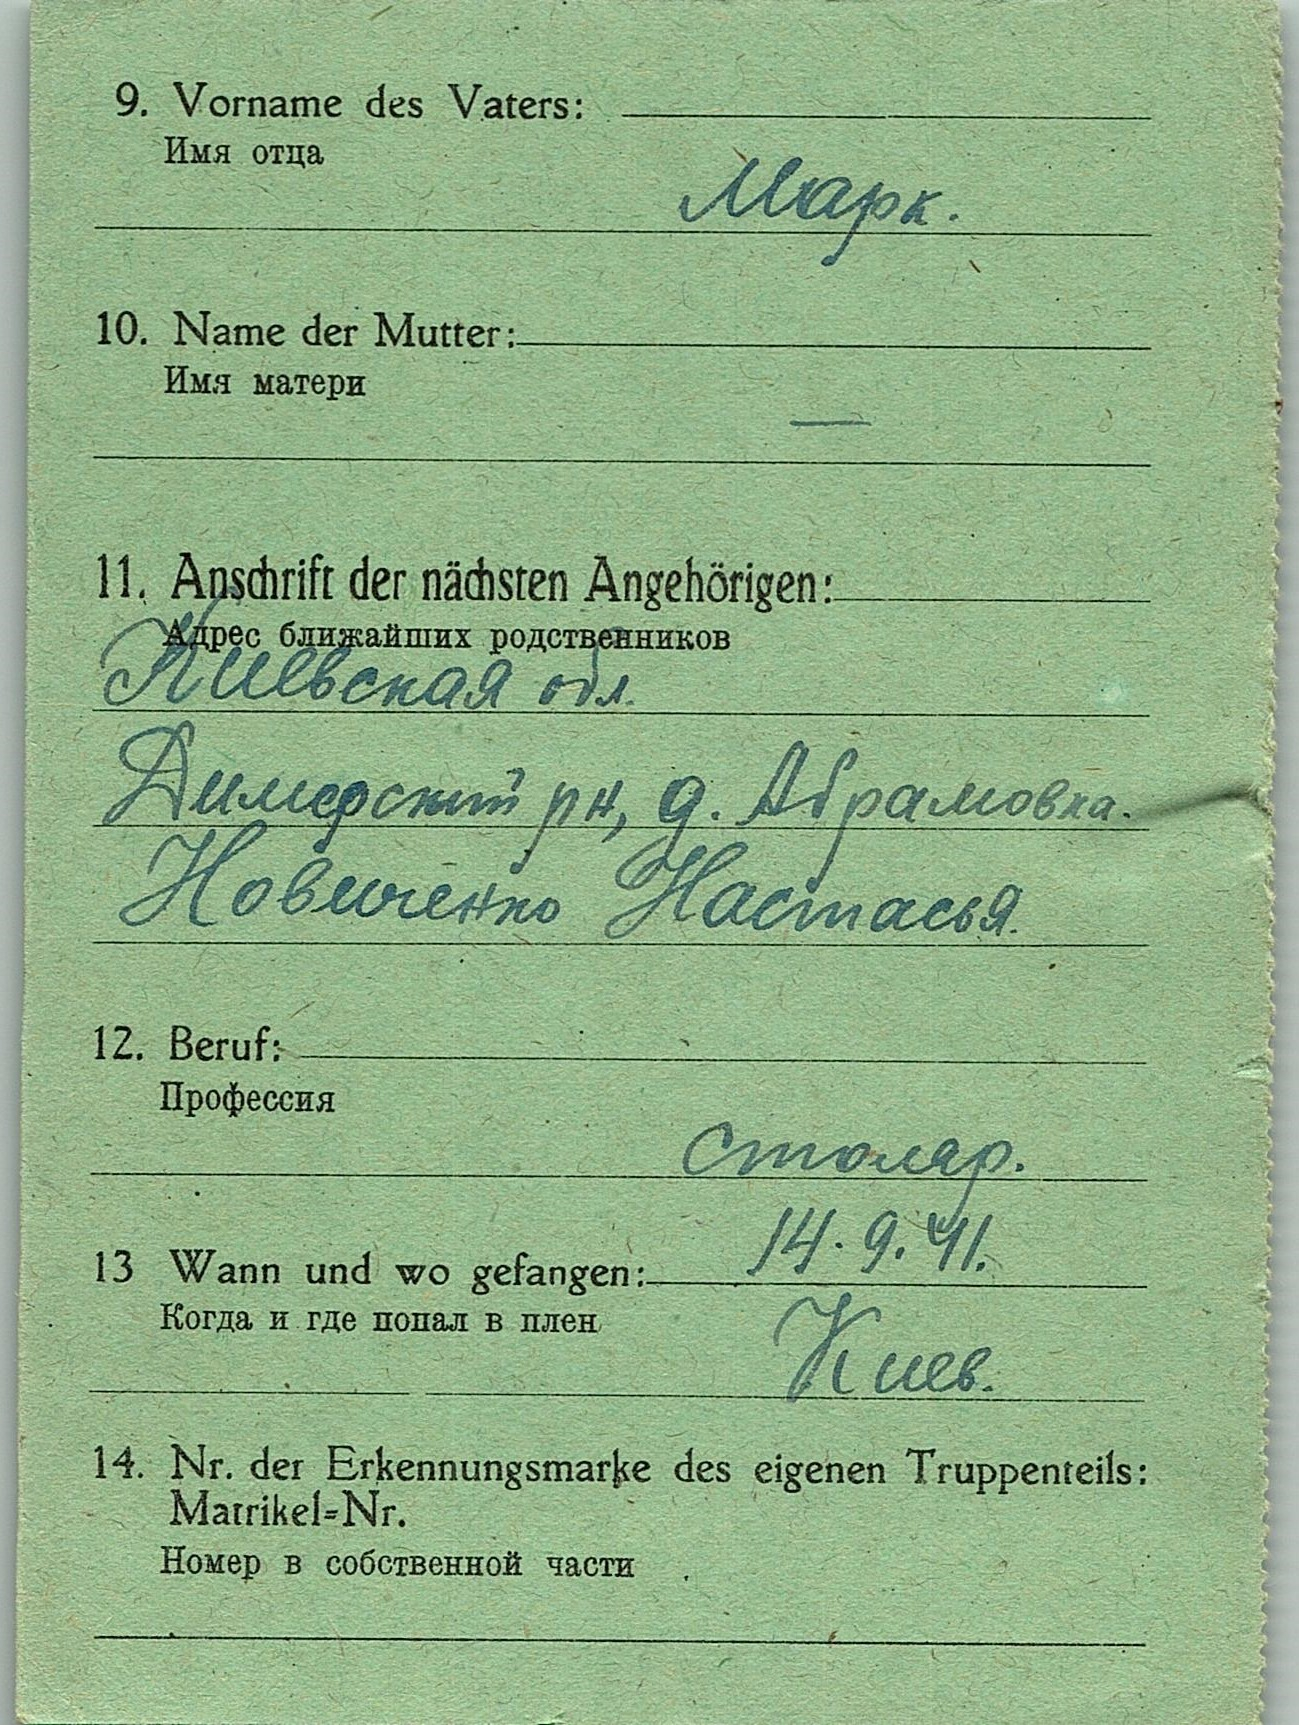 9. Vorname des Vaters:
Имя отца
Марк.
10. Name der Mutter:
Имя матери
—
11. Anschrift der nächsten Angehörigen:
Адрес ближайших родственников
Киевская обл.
Димерский рн, д. Абрамовка.
Новиченко Настасья.
12. Beruf:
Профессия
столяр.
14.9.41.
13 Wann und wo gefangen:
Когда и где попал в плен
Киев.
14. Nr. der Erkennungsmarke des eigenen Truppenteils:
Matrikel=Nr.
Номер в собственной части